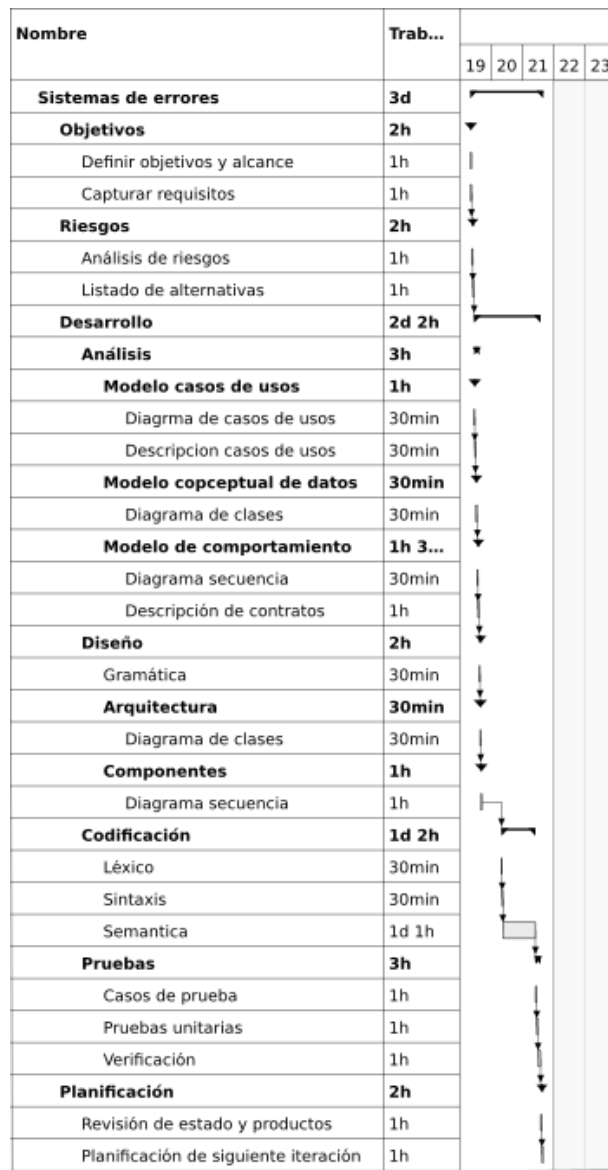 Nombre Trab...
19 20 21 22 23
Sistemas de errores 3d
Objetivos 2h
Definir objetivos y alcance 1h
Capturar requisitos 1h
Riesgos 2h
Análisis de riesgos 1h
Listado de alternativas 1h
Desarrollo 2d 2h
Análisis 3h
Modelo casos de usos 1h
Diagrma de casos de usos 30min
Descripcion casos de usos 30min
Modelo copceptual de datos 30min
Diagrama de clases 30min
Modelo de comportamiento 1h 3...
Diagrama secuencia 30min
Descripción de contratos 1h
Diseño 2h
Gramática 30min
Arquitectura 30min
Diagrama de clases 30min
Componentes 1h
Diagrama secuencia 1h
Codificación 1d 2h
Léxico 30min
Sintaxis 30min
Semantica 1d 1h
Pruebas 3h
Casos de prueba 1h
Pruebas unitarias 1h
Verificación 1h
Planificación 2h
Revisión de estado y productos 1h
Planificación de siguiente iteración 1h